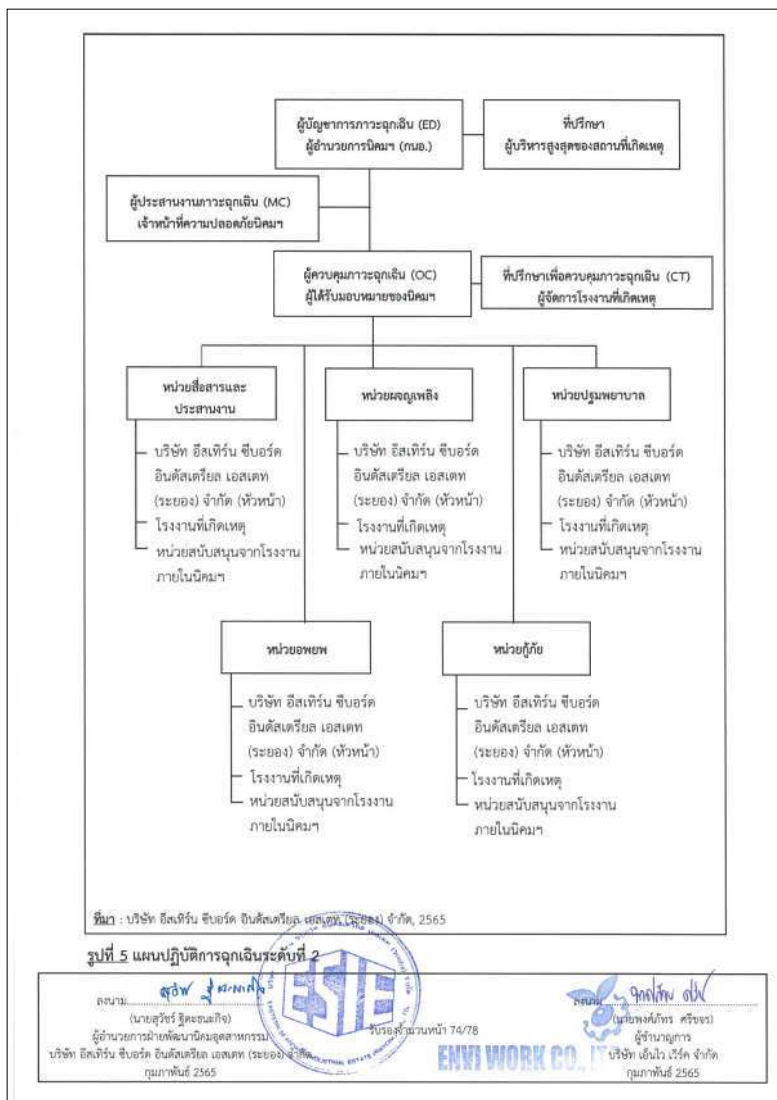 ผู้บัญชาการภาวะฉุกเฉิน (ED)
ผู้อำนวยการนิคมฯ (กนอ.)
ที่ปรึกษา
ผู้บริหารสูงสุดของสถานที่เกิดเหตุ
ผู้ประสานงานภาวะฉุกเฉิน (MC)
เจ้าหน้าที่ความปลอดภัยนิคมฯ
ผู้ควบคุมภาวะฉุกเฉิน (OC)
ผู้ได้รับมอบหมายของนิคมฯ
ที่ปรึกษาเพื่อควบคุมภาวะฉุกเฉิน (CT)
ผู้จัดการโรงงานที่เกิดเหตุ
หน่วยสื่อสารและ
ประสานงาน
บริษัท อีสเทิร์น ซีบอร์ด
อินดัสเตรียล เอสเตท
(ระยอง) จำกัด (หัวหน้า)
โรงงานที่เกิดเหตุ
หน่วยสนับสนุนจากโรงงาน
ภายในนิคมฯ
หน่วยผจญเพลิง
บริษัท อีสเทิร์น ซีบอร์ด
อินดัสเตรียล เอสเตท
(ระยอง) จำกัด (หัวหน้า)
โรงงานที่เกิดเหตุ
หน่วยสนับสนุนจากโรงงาน
ภายในนิคมฯ
หน่วยปฐมพยาบาล
บริษัท อีสเทิร์น ซีบอร์ด
อินดัสเตรียล เอสเตท
(ระยอง) จำกัด (หัวหน้า)
โรงงานที่เกิดเหตุ
หน่วยสนับสนุนจากโรงงาน
ภายในนิคมฯ
หน่วยอพยพ
บริษัท อีสเทิร์น ซีบอร์ด
อินดัสเตรียล เอสเตท
(ระยอง) จำกัด (หัวหน้า)
โรงงานที่เกิดเหตุ
หน่วยสนับสนุนจากโรงงาน
ภายในนิคมฯ
หน่วยกู้ภัย
บริษัท อีสเทิร์น ซีบอร์ด
อินดัสเตรียล เอสเตท
(ระยอง) จำกัด (หัวหน้า)
โรงงานที่เกิดเหตุ
หน่วยสนับสนุนจากโรงงาน
ภายในนิคมฯ
ที่มา : บริษัท อีสเทิร์น ซีบอร์ด อินดัสเตรียล เอสเตท (ระยอง) จำกัด, 2565
รูปที่ 5 แผนปฏิบัติการฉุกเฉินระดับที่ 2
ลงนาม
(นายสุวัชร์ ฐิตะธนะกิจ)
ผู้อำนวยการฝ่ายพัฒนานิคมอุตสาหกรรม
บริษัท อีสเทิร์น ซีบอร์ด อินดัสเตรียล เอสเตท (ระยอง) จำกัด
กุมภาพันธ์ 2565
ESIE
รับรองจำนวนหน้า 74/78
ENVI WORK CO.,
ลงนาม
(นายพงศ์ภัทร ศรีขจร)
ผู้ชำนาญการ
บริษัท เอ็นไว เวิร์ค จำกัด
กุมภาพันธ์ 2565